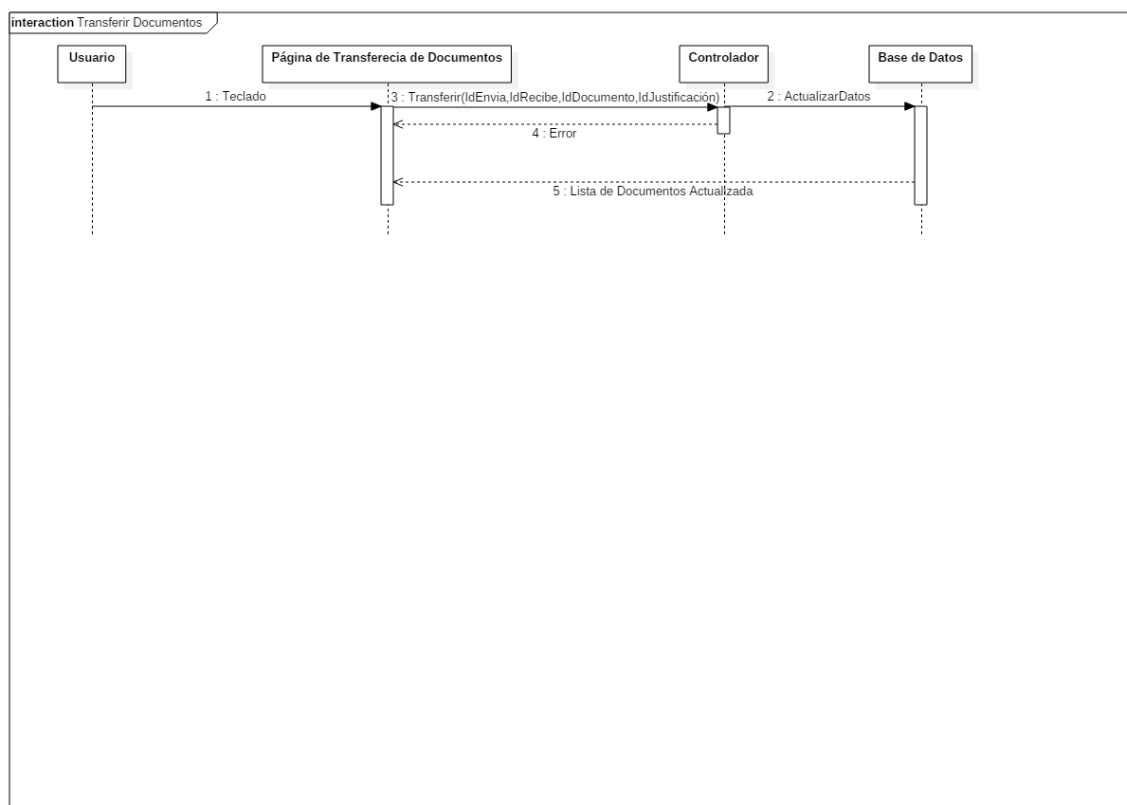 interaction Transferir Documentos
Usuario
Página de Transferecia de Documentos
Controlador
Base de Datos
1 : Teclado
3 : Transferir(IdEnvia,IdRecibe,IdDocumento,IdJustificación)
2 : ActualizarDatos
4 : Error
5 : Lista de Documentos Actualizada